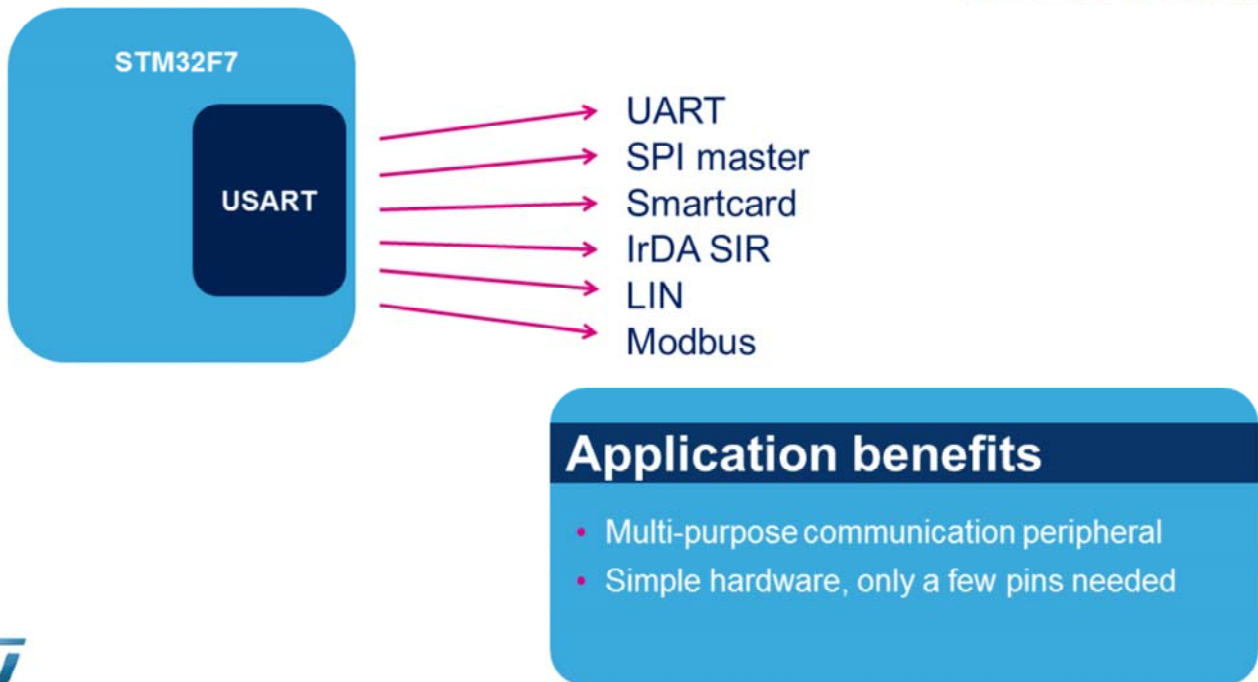 STM32F7
USART
UART
SPI master
Smartcard
IrDA SIR
LIN
Modbus
Application benefits
• Multi-purpose communication peripheral
• Simple hardware, only a few pins needed